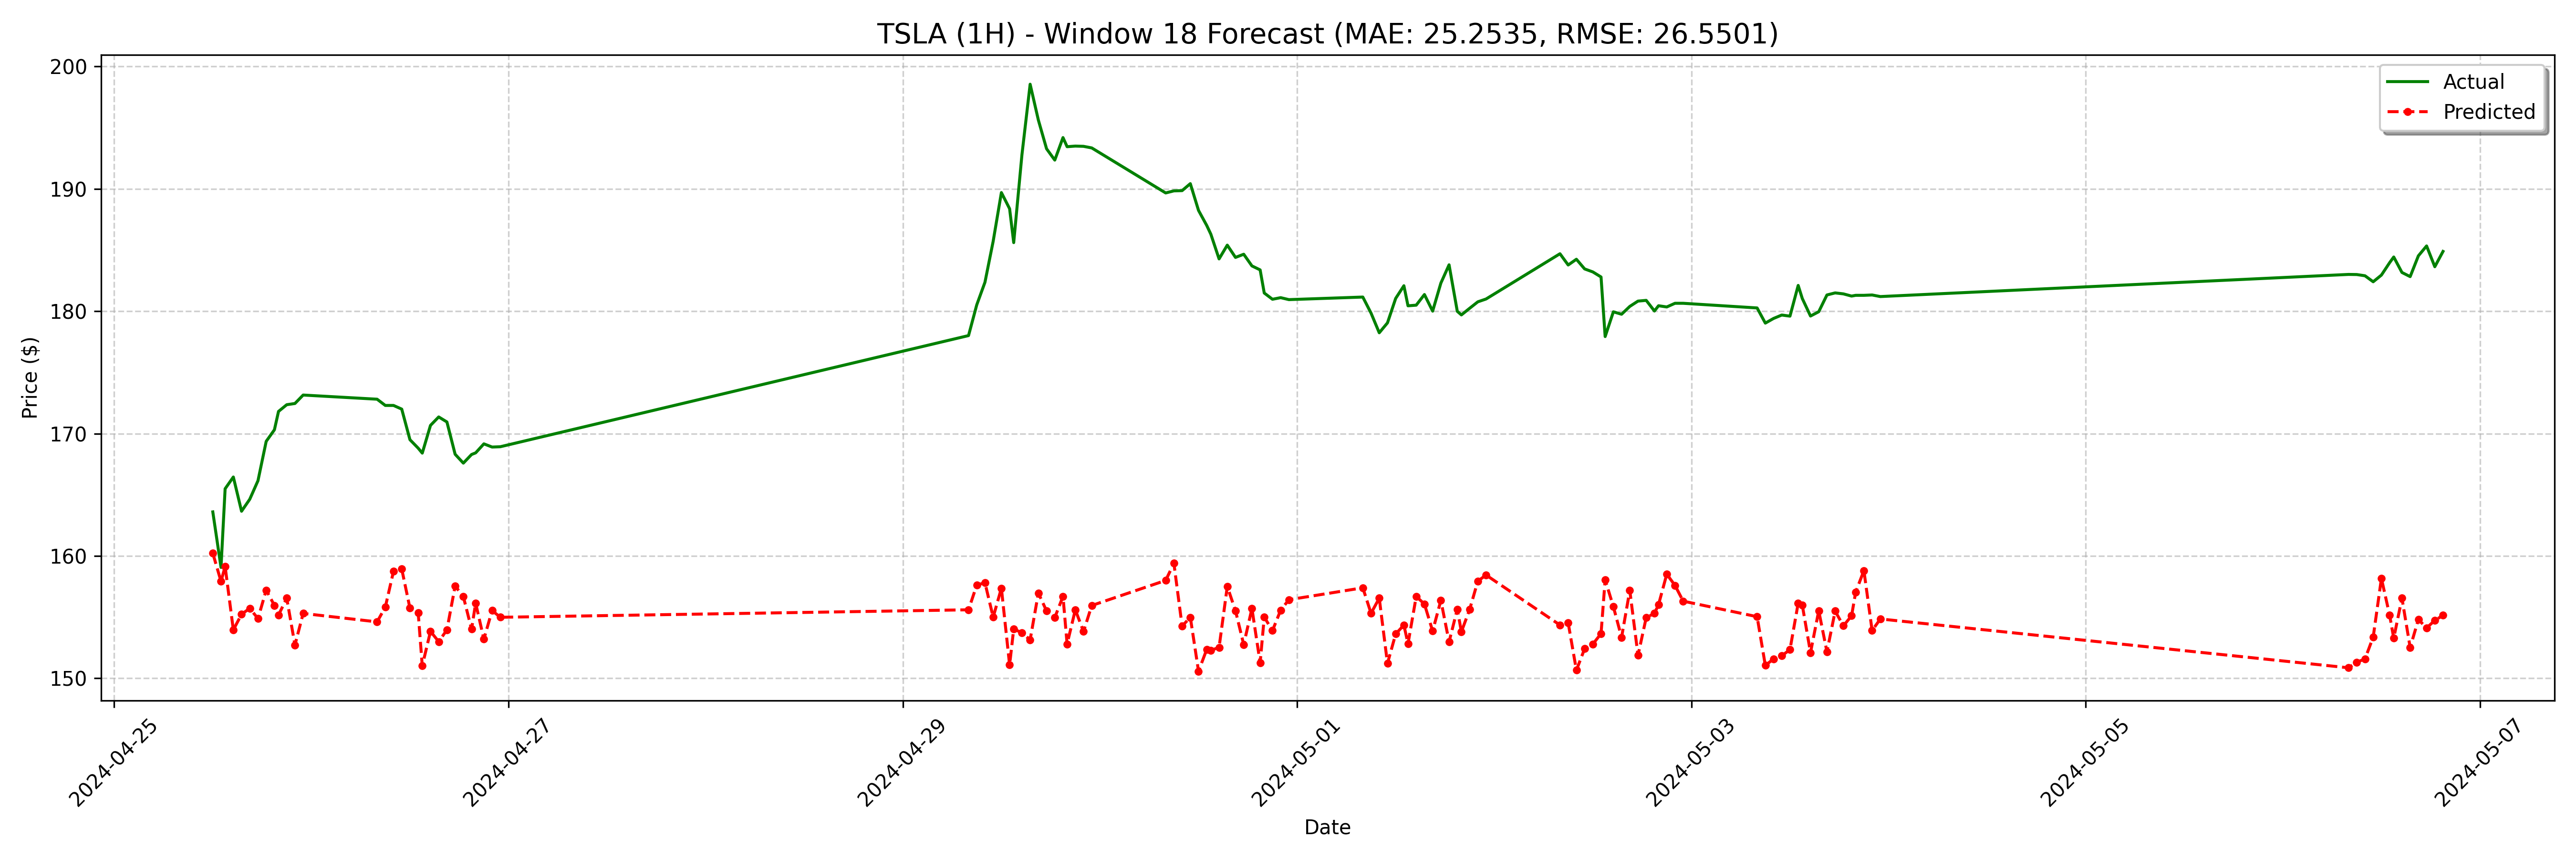 TSLA (1H) - Window 18 Forecast (MAE: 25.2535, RMSE: 26.5501)
Actual
Predicted
Price ($)
200
190
180
170
160
150
2024-04-25
2024-04-27
2024-04-29
2024-05-01
2024-05-03
2024-05-05
2024-05-07
Date